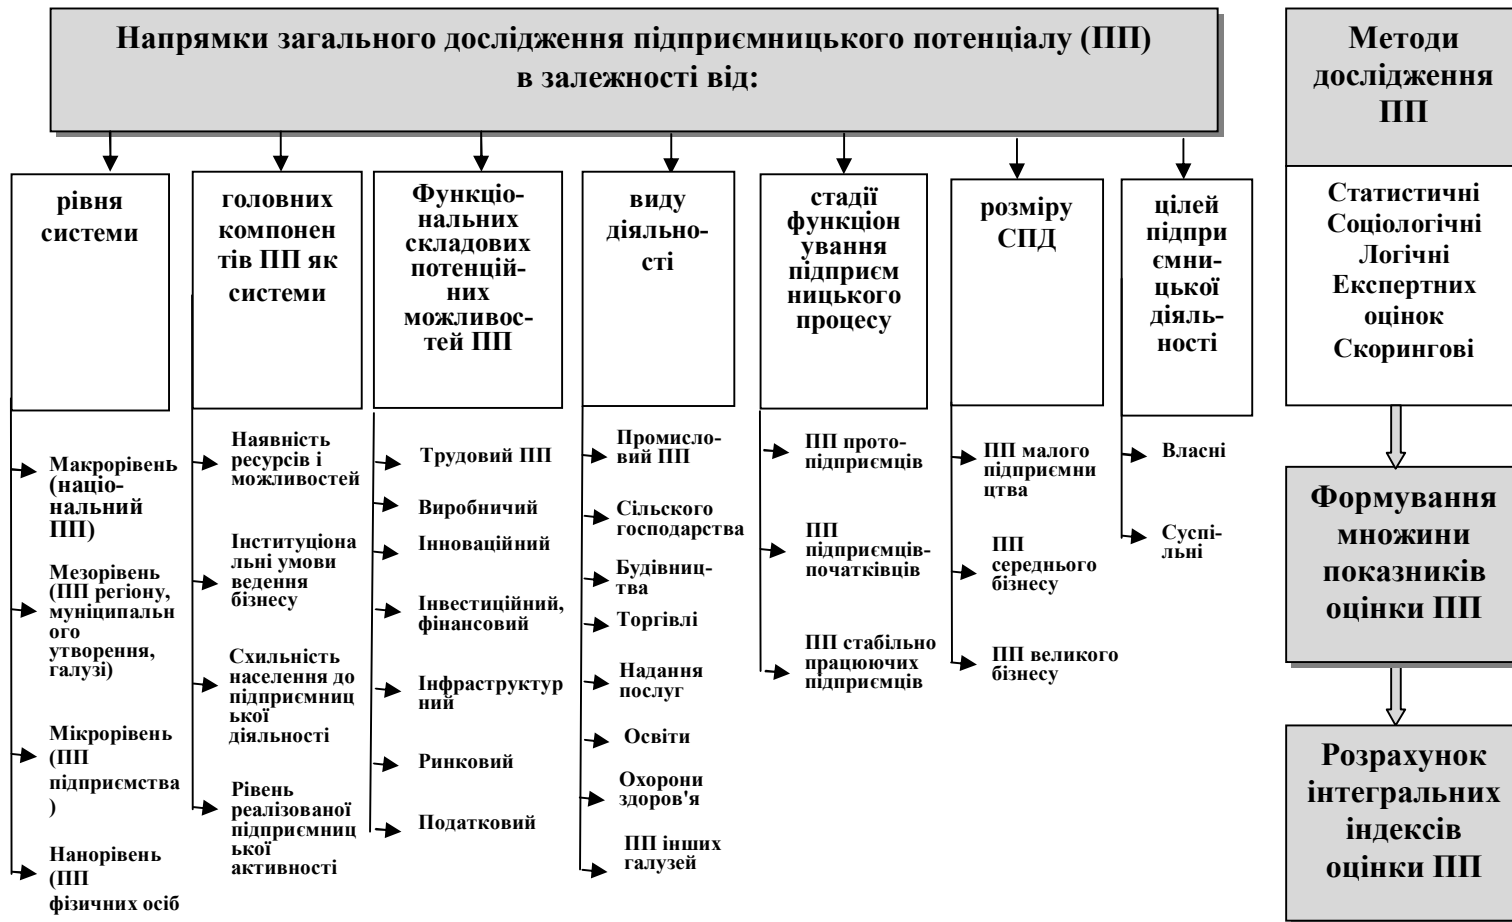 Напрямки загального дослідження підприємницького потенціалу (ПП)
в залежності від:
рівня
системи
Макрорівень
(націо-
нальний
ПП)
Мезорівень
(ПП регіону,
муніципальн
ого
утворення,
галузі)
Мікрорівень
(ПП
підприємства
)
Нанорівень
(ПП
фізичних осіб
головних
компонен
тів ПП як
системи
Наявність
ресурсів і
можливостей
Інституціона
льні умови
ведення
бізнесу
Схильність
населення до
підприємниц
ької
діяльності
Рівень
реалізованої
підприємниц
ької
активності
Функціо-
нальних
складових
потенцій-
них
можливос-
тей ПП
Трудовий ПП
Виробничий
Інноваційний
Інвестиційний,
фінансовий
Інфраструктур
ний
Ринковий
Податковий
виду
діяльно-
сті
Промисло-
вий ПП
Сільского
господарства
Будівниц-
тва
Торгівлі
Надання
послуг
Освіти
Охорони
здоров'я
ПП інших
галузей
стадії
функціон
ування
підприєм
ницького
процесу
ПП прото-
підприємців
ПП
підприємців-
початківців
ПП стабільно
працюючих
підприємців
розміру
СПД
ПП малого
підприємни
цтва
ПП
середнього
бізнесу
ПП великого
бізнесу
цілей
підпри
ємни-
цької
діяль-
ності
Власні
Суспі-
льні
Методи
дослідження
ПП
Статистичні
Соціологічні
Логічні
Експертних
оцінок
Скорингові
Формування
множини
показників
оцінки ПП
Розрахунок
інтегральних
індексів
оцінки ПП